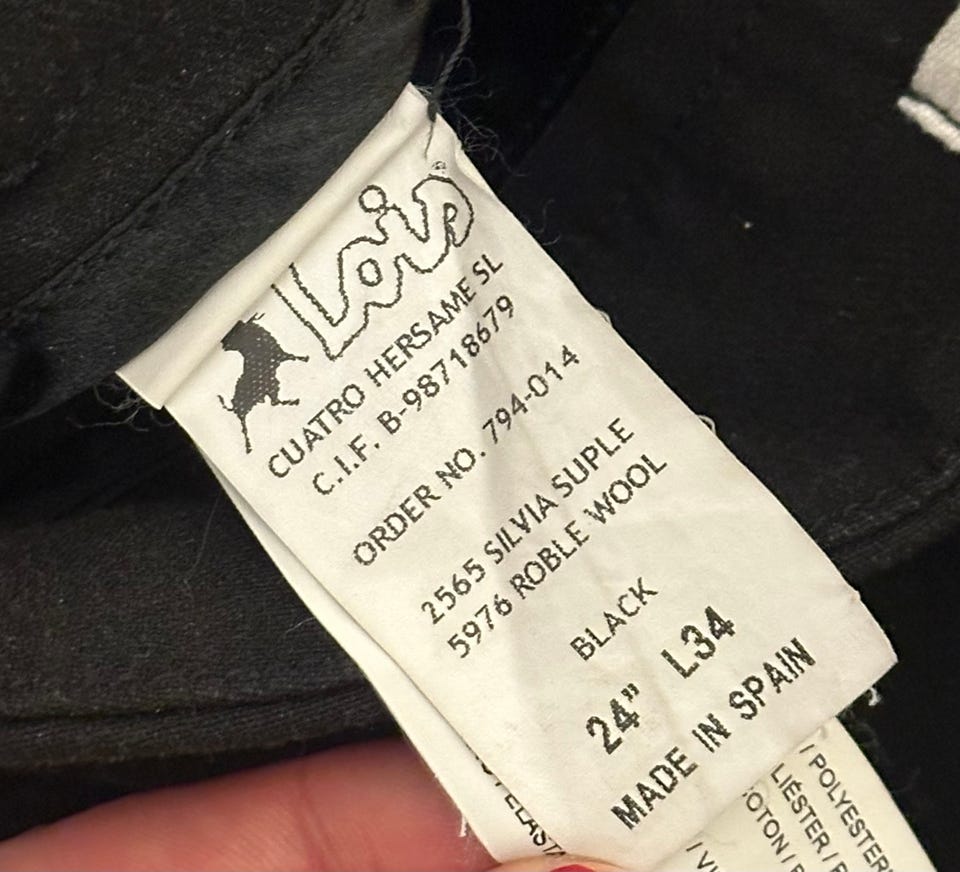 Lois®
CUATRO HERSAME SL
C.I.F. B-98718679
ORDER NO. 794-014
2565 SILVIA SUPLE
5976 ROBLE WOOL
BLACK
24" L34
MADE IN SPAIN
/ POLYESTER/
/